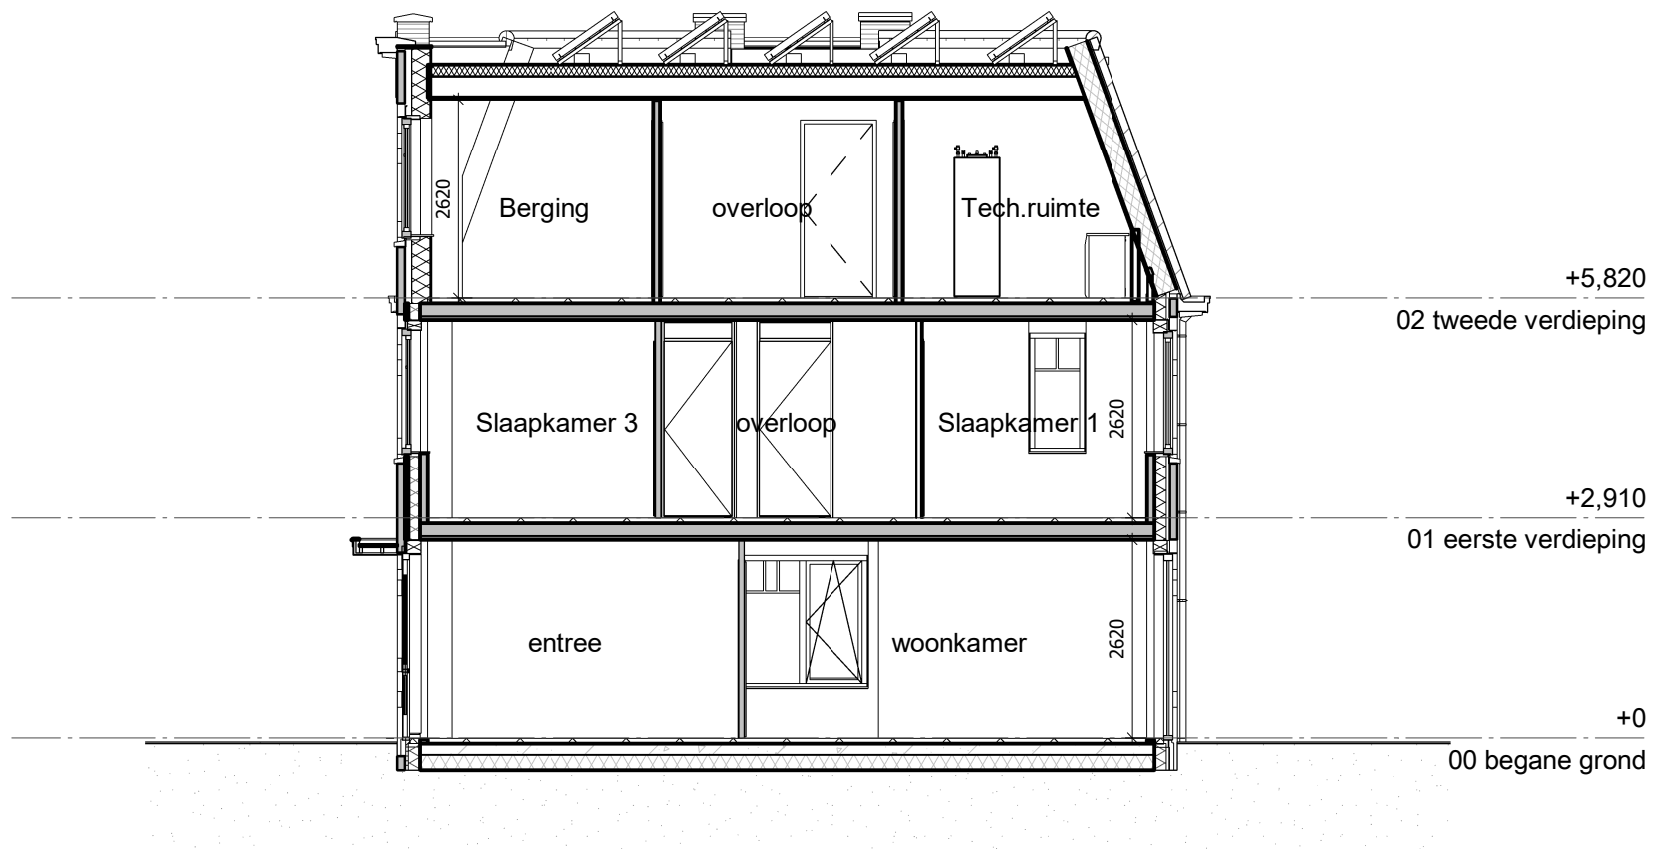 2620
Berging
overloop
Tech.ruimte
+5,820
02 tweede verdieping
Slaapkamer 3
overloop
Slaapkamer 1
2620
+2,910
01 eerste verdieping
entree
woonkamer
2620
+0
00 begane grond